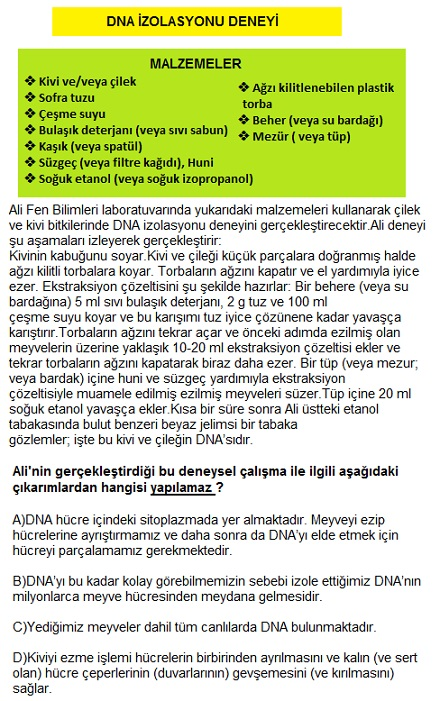 DNA İZOLASYONU DENEYİ
MALZEMELER
❖ Kivi ve/veya çilek
❖ Sofra tuzu
❖ Çeşme suyu
❖ Bulaşık deterjanı (veya sıvı sabun)
❖ Kaşık (veya spatül)
❖ Süzgeç (veya filtre kağıdı), Huni
❖ Soğuk etanol (veya soğuk izopropanol)
❖ Ağzı kilitlenebilen plastik
torba
❖ Beher (veya su bardağı)
❖ Mezür ( veya tüp)
Ali Fen Bilimleri laboratuvarında yukarıdaki malzemeleri kullanarak çilek
ve kivi bitkilerinde DNA izolasyonu deneyini gerçekleştirecektir.Ali deneyi
şu aşamaları izleyerek gerçekleştirir:
Kivinin kabuğunu soyar.Kivi ve çileği küçük parçalara doğranmış halde
ağzı kilitli torbalara koyar. Torbaların ağzını kapatır ve el yardımıyla iyice
ezer. Ekstraksiyon çözeltisini şu şekilde hazırlar: Bir behere (veya su
bardağına) 5 ml sıvı bulaşık deterjanı, 2 g tuz ve 100 ml
çeşme suyu koyar ve bu karışımı tuz iyice çözünene kadar yavaşça
karıştırır.Torbaların ağzını tekrar açar ve önceki adımda ezilmiş olan
meyvelerin üzerine yaklaşık 10-20 ml ekstraksiyon çözeltisi ekler ve
tekrar torbaların ağzını kapatarak biraz daha ezer. Bir tüp (veya mezur;
veya bardak) içine huni ve süzgeç yardımıyla ekstraksiyon
çözeltisiyle muamele edilmiş ezilmiş meyveleri süzer.Tüp içine 20 ml
soğuk etanol yavaşça ekler.Kısa bir süre sonra Ali üstteki etanol
tabakasında bulut benzeri beyaz jelimsi bir tabaka
gözlemler; işte bu kivi ve çileğin DNA’sıdır.
Ali'nin gerçekleştirdiği bu deneysel çalışma ile ilgili aşağıdaki
çıkarımlardan hangisi yapılamaz ?
A)DNA hücre içindeki sitoplazmada yer almaktadır. Meyveyi ezip
hücrelerine ayrıştırmamız ve daha sonra da DNA’yı elde etmek için
hücreyi parçalamamız gerekmektedir.
B)DNA’yı bu kadar kolay görebilmemizin sebebi izole ettiğimiz DNA’nın
milyonlarca meyve hücresinden meydana gelmesidir.
C)Yediğimiz meyveler dahil tüm canlılarda DNA bulunmaktadır.
D)Kiviyi ezme işlemi hücrelerin birbirinden ayrılmasını ve kalın (ve sert
olan) hücre çeperlerinin (duvarlarının) gevşemesini (ve kırılmasını)
sağlar.